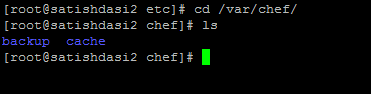 [root@satishdasi2 etc]# cd /var/chef/
[root@satishdasi2 chef]# ls
backup  cache
[root@satishdasi2 chef]#